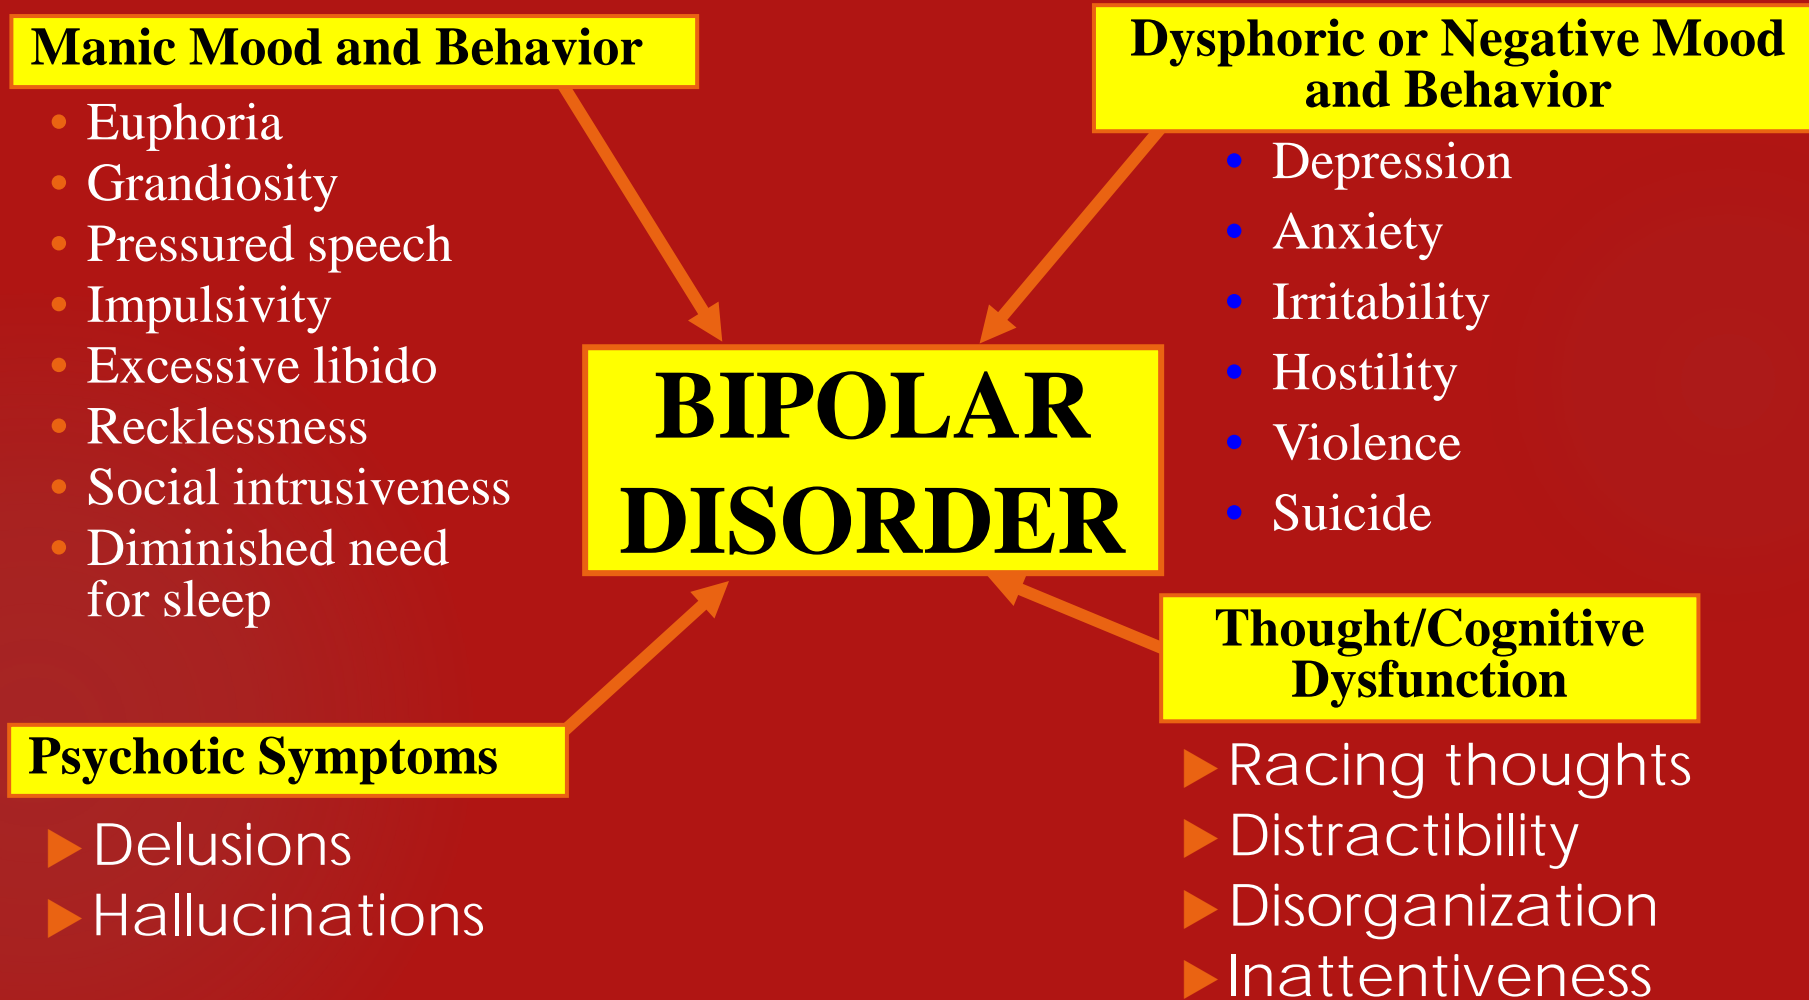 Manic Mood and Behavior
• Euphoria
• Grandiosity
• Pressured speech
• Impulsivity
• Excessive libido
• Recklessness
• Social intrusiveness
• Diminished need
for sleep
Dysphoric or Negative Mood
and Behavior
• Depression
• Anxiety
• Irritability
• Hostility
• Violence
• Suicide
BIPOLAR
DISORDER
Psychotic Symptoms
▶ Delusions
▶ Hallucinations
Thought/Cognitive
Dysfunction
▶ Racing thoughts
▶ Distractibility
▶ Disorganization
▶ Inattentiveness